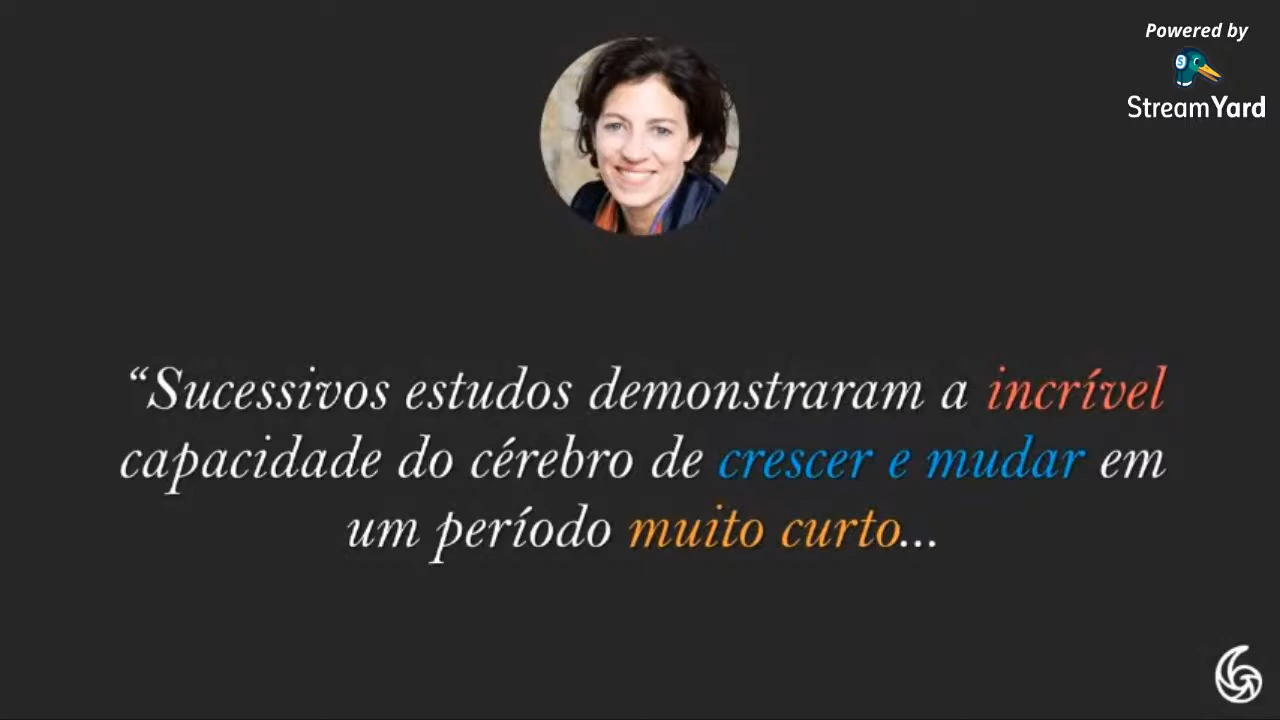 Powered by
StreamYard
“Sucessivos estudos demonstraram a incrível
capacidade do cérebro de crescer e mudar em
um período muito curto...